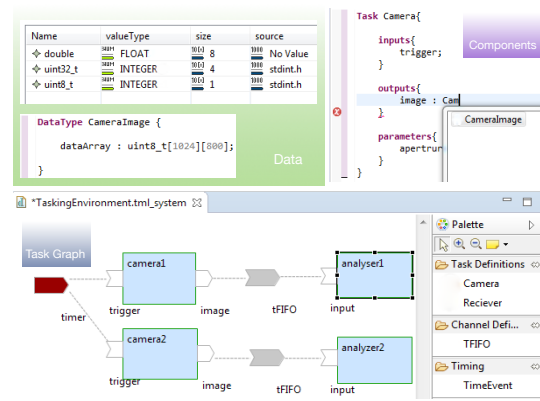 Name valueType size source
double FLOAT 8 No Value
uint32_t INTEGER 4 stdint.h
uint8_t INTEGER 1 stdint.h
DataType CameraImage {
dataArray : uint8_t[1024][800];
}
Data
Task Camera{
inputs{
trigger;
}
outputs{
image : Cam
};
parameters{
apertrur
}
}
Components
CameraImage
*TaskingEnvironment.tml_system
Task Graph
timer
camera1
trigger
image
tFIFO
analyser1
input
camera2
trigger
image
tFIFO
analyzer2
input
Palette
Task Definitions
Camera
Reciever
Channel Defi...
TFIFO
Timing
TimeEvent